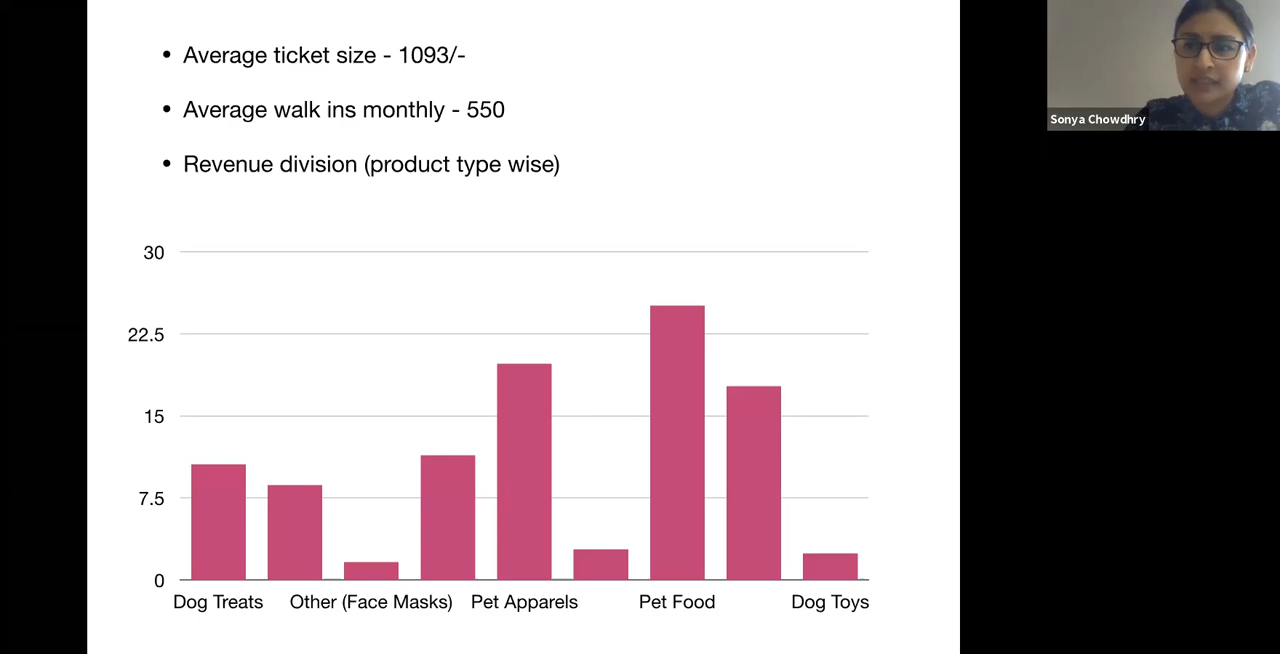 • Average ticket size - 1093/-
• Average walk ins monthly - 550
• Revenue division (product type wise)
Sonya Chowdhry
30
22.5
15
7.5
0
Dog Treats Other (Face Masks) Pet Apparels Pet Food Dog Toys